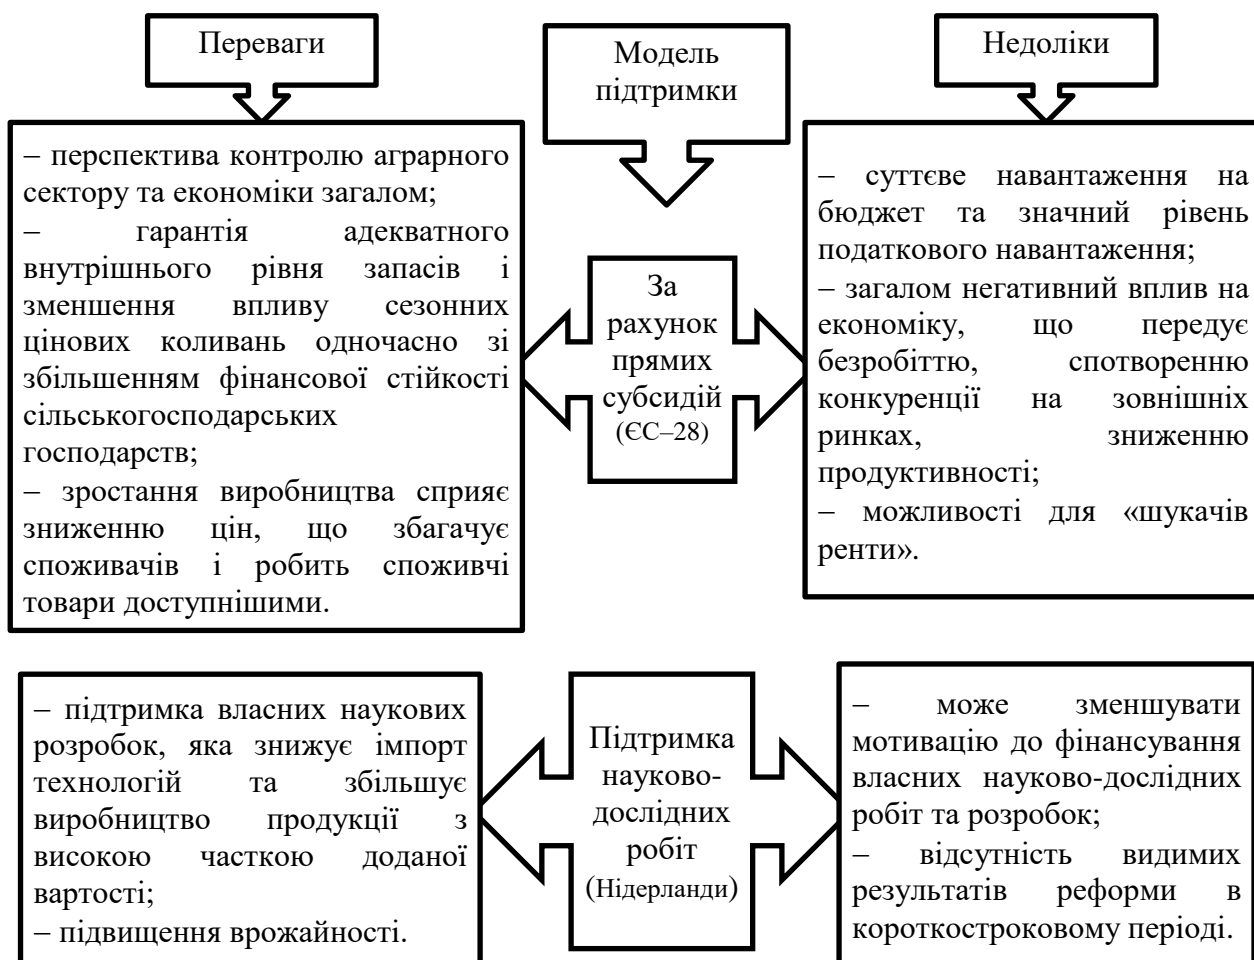 Переваги
Модель
підтримки
Недоліки
– перспектива контролю аграрного
сектору та економіки загалом;
– гарантія адекватного
внутрішнього рівня запасів і
зменшення впливу сезонних
цінових коливань одночасно зі
збільшенням фінансової стійкості
сільськогосподарських
господарств;
– зростання виробництва сприяє
зниженню цін, що збагачує
споживачів і робить споживчі
товари доступнішими.
За
рахунок
прямих
субсидій
(ЄС–28)
– суттєве навантаження на
бюджет та значний рівень
податкового навантаження;
– загалом негативний вплив на
економіку, що передує
безробіттю, спотворенню
конкуренції на зовнішніх
ринках, зниженню
продуктивності;
– можливості для «шукачів
ренти».
– підтримка власних наукових
розробок, яка знижує імпорт
технологій та збільшує
виробництво продукції з
високою часткою доданої
вартості;
– підвищення врожайності.
Підтримка
науково-
дослідних
робіт
(Нідерланди)
– може зменшувати
мотивацію до фінансування
власних науково-дослідних
робіт та розробок;
– відсутність видимих
результатів реформи в
короткостроковому періоді.